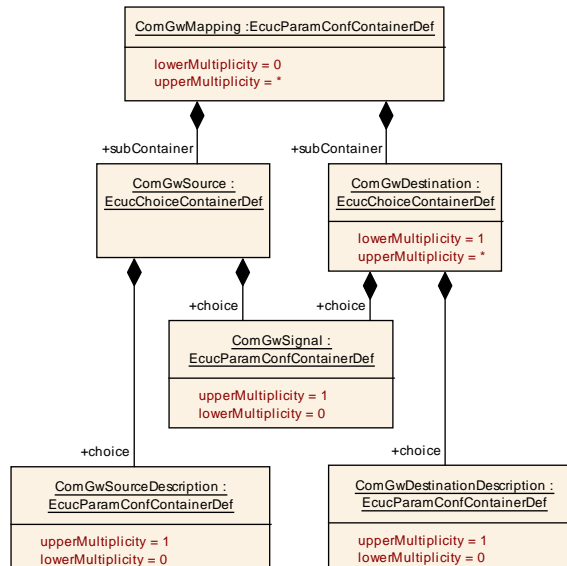 ComGwMapping :EcucParamConfContainerDef
lowerMultiplicity = 0
upperMultiplicity = *
+subContainer
+subContainer
ComGwSource :
EcucChoiceContainerDef
ComGwDestination :
EcucChoiceContainerDef
lowerMultiplicity = 1
upperMultiplicity = *
+choice
+choice
ComGwSignal :
EcucParamConfContainerDef
upperMultiplicity = 1
lowerMultiplicity = 0
+choice
+choice
ComGwSourceDescription :
EcucParamConfContainerDef
upperMultiplicity = 1
lowerMultiplicity = 0
ComGwDestinationDescription :
EcucParamConfContainerDef
upperMultiplicity = 1
lowerMultiplicity = 0